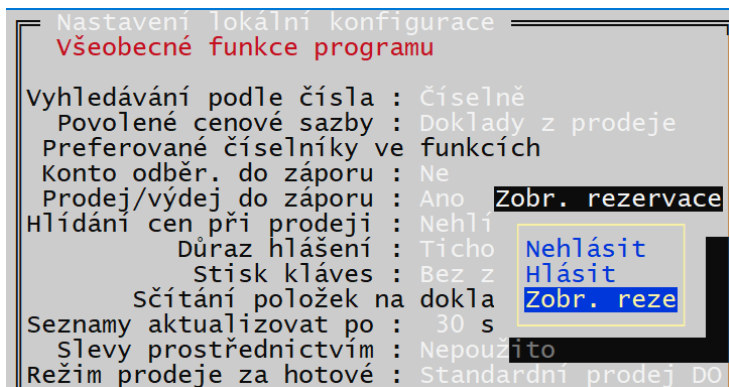 Nastavení lokální konfigurace
Všeobecné funkce programu
Vyhledávání podle čísla : Číselně
Povolené cenové sazby : Doklady z prodeje
Preferované číselníky ve funkcích
Konto odběr. do záporu : Ne
Prodej/výdej do záporu : Ano Zobr. rezervace
Hlídání cen při prodeji : Nehlí
Důraz hlášení : Ticho Nehlásit
Stisk kláves : Bez z Hlásit
Sčítání položek na dokla Zobr. reze
Seznamy aktualizovat po : 30 s
Slevy prostřednictvím : Nepoužito
Režim prodeje za hotové : Standardní prodej DO